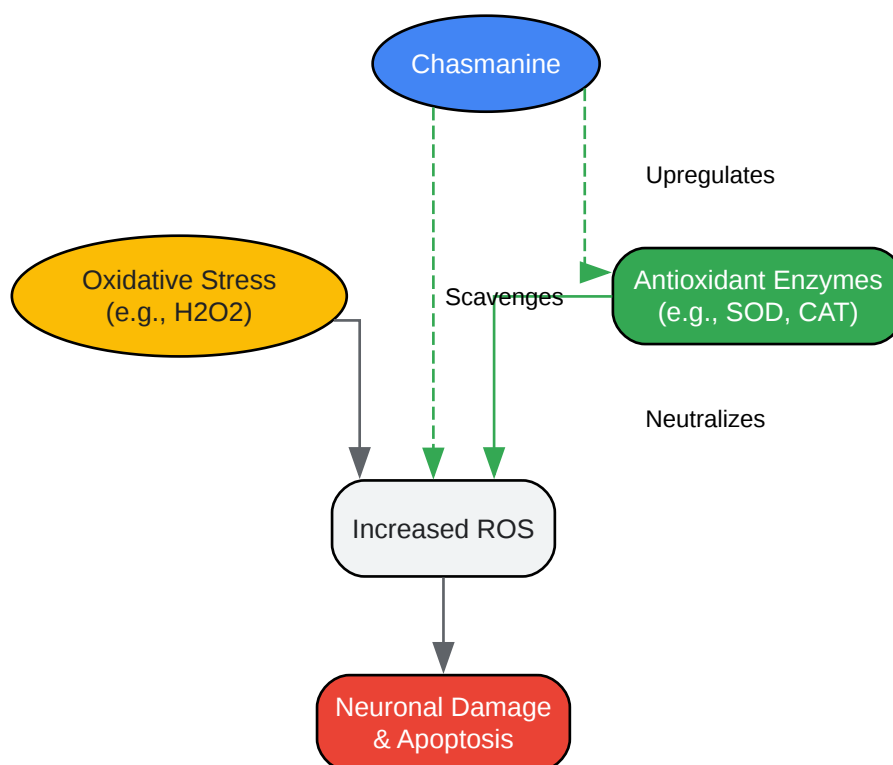 Chasmanine
Upregulates
Oxidative Stress
(e.g., H2O2)
Scavenges
Antioxidant Enzymes
(e.g., SOD, CAT)
Neutralizes
Increased ROS
Neuronal Damage
& Apoptosis